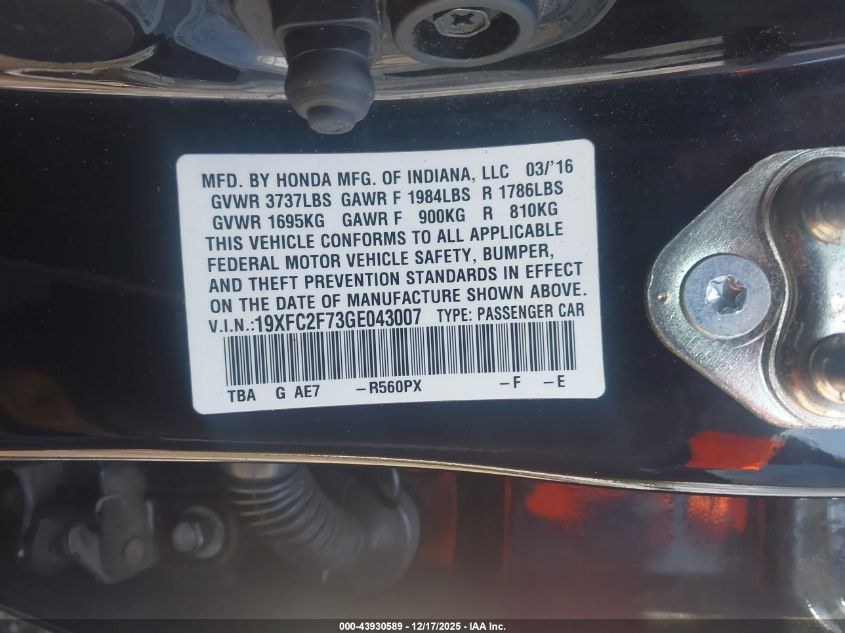 MFD. BY HONDA MFG. OF INDIANA, LLC 03/'16
GVWR 3737LBS GAWR F 1984LBS R 1786LBS
GVWR 1695KG GAWR F 900KG R 810KG
THIS VEHICLE CONFORMS TO ALL APPLICABLE
FEDERAL MOTOR VEHICLE SAFETY, BUMPER,
AND THEFT PREVENTION STANDARDS IN EFFECT
ON THE DATE OF MANUFACTURE SHOWN ABOVE.
V.I.N.:19XFC2F73GE043007 TYPE: PASSENGER CAR
TBA G AE7 –R560PX –F –E
000-43930589 - 12/17/2025 - IAA Inc.